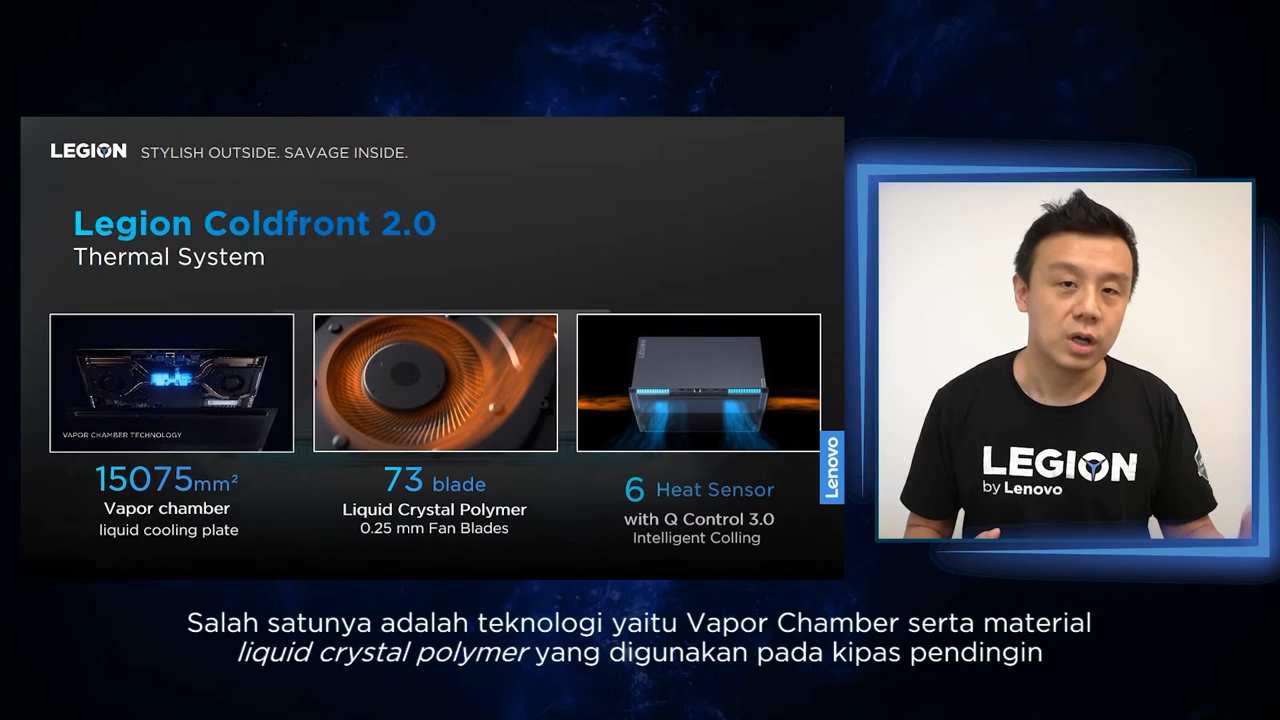 LEGION STYLISH OUTSIDE. SAVAGE INSIDE.
Legion Coldfront 2.0
Thermal System
VAPOR CHAMBER TECHNOLOGY
15075mm²
Vapor chamber
liquid cooling plate
73 blade
Liquid Crystal Polymer
0.25 mm Fan Blades
LEGION
6 Heat Sensor
with Q Control 3.0
Intelligent Colling
Lenovo
LEGION
by Lenovo
Salah satunya adalah teknologi yaitu Vapor Chamber serta material
liquid crystal polymer yang digunakan pada kipas pendingin